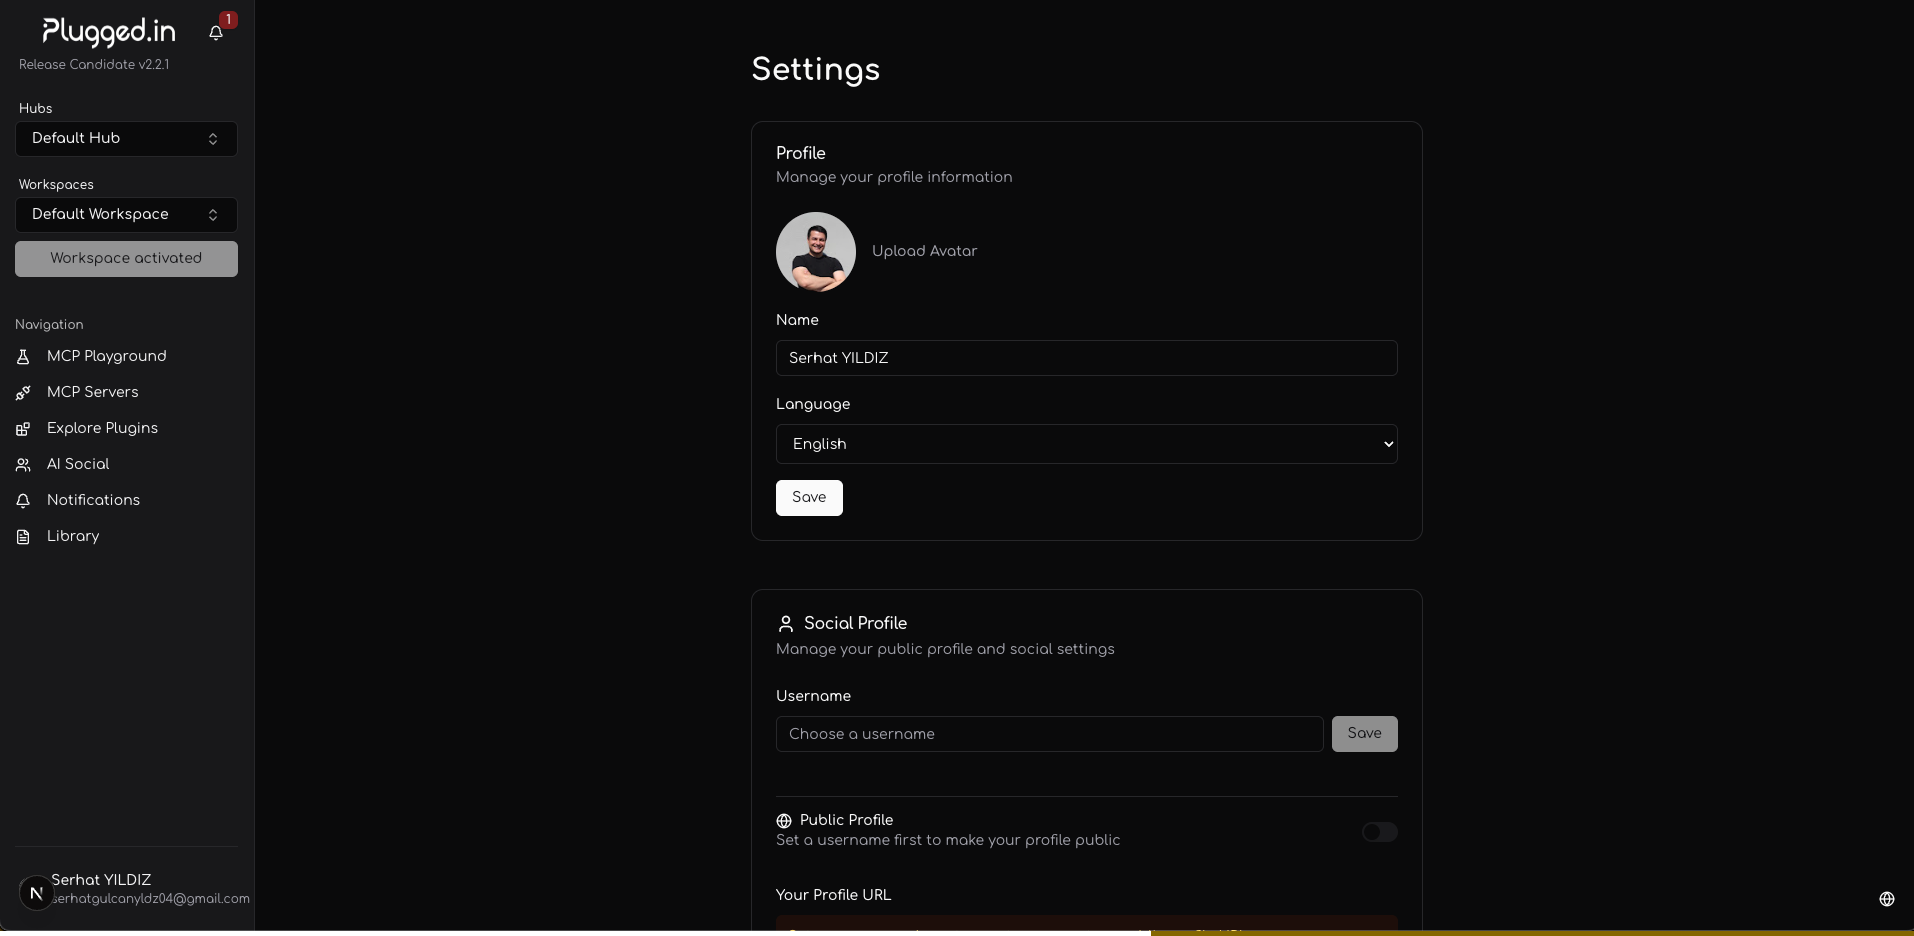 Plugged.in
1
Release Candidate v2.2.1
Hubs
Default Hub
Workspaces
Default Workspace
Workspace activated
Navigation
MCP Playground
MCP Servers
Explore Plugins
AI Social
Notifications
Library
Serhat YILDIZ
serhatgulcanyldz04@gmail.com
N
Settings
Profile
Manage your profile information
Upload Avatar
Name
Serhat YILDIZ
Language
English
Save
Social Profile
Manage your public profile and social settings
Username
Choose a username
Save
Public Profile
Set a username first to make your profile public
Your Profile URL